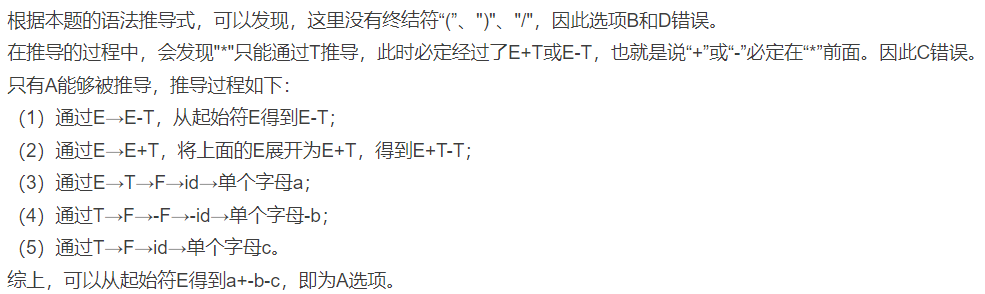 根据本题的语法推导式，可以发现，这里没有终结符“(”、")"、"/"，因此选项B和D错误。
在推导的过程中，会发现"*"只能通过T推导，此时必定经过了E+T或E-T，也就是说“+”或“-”必定在“*”前面。因此C错误。
只有A能够被推导，推导过程如下：
（1）通过E→E-T，从起始符E得到E-T；
（2）通过E→E+T，将上面的E展开为E+T，得到E+T-T；
（3）通过E→T→F→id→单个字母a；
（4）通过T→F→-F→-id→单个字母-b；
（5）通过T→F→id→单个字母c。
综上，可以从起始符E得到a+-b-c，即为A选项。